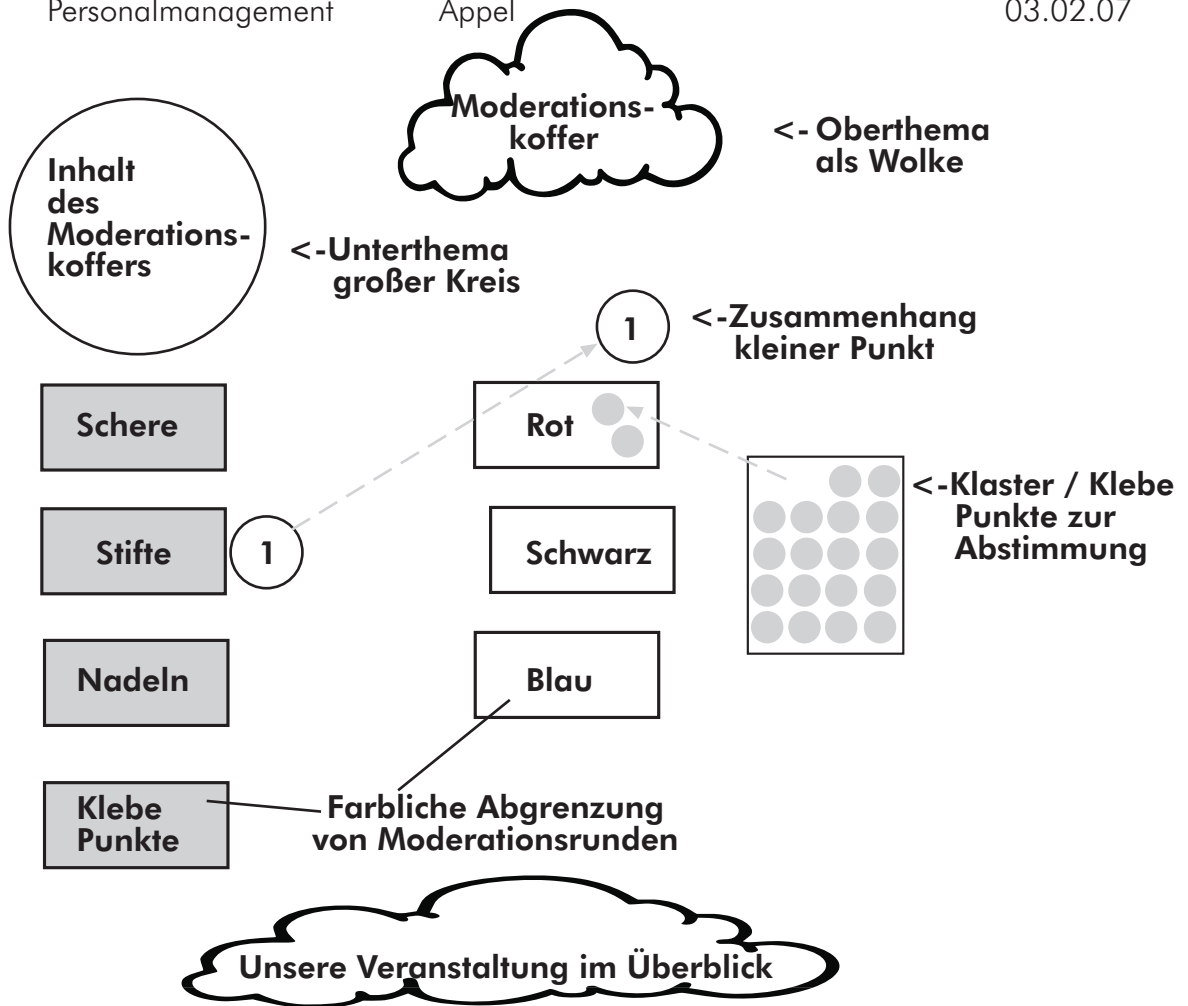 Personalmanagement Appel 03.02.07
Moderations-
koffer
<- Oberthema
als Wolke
Inhalt
des
Moderations-
koffers
<-Unterthema
großer Kreis
1
<-Zusammenhang
kleiner Punkt
Schere
Rot
<-Klaster / Klebe
Punkte zur
Abstimmung
Stifte
1
Schwarz
Nadeln
Blau
Klebe
Punkte
Farbliche Abgrenzung
von Moderationsrunden
Unsere Veranstaltung im Überblick